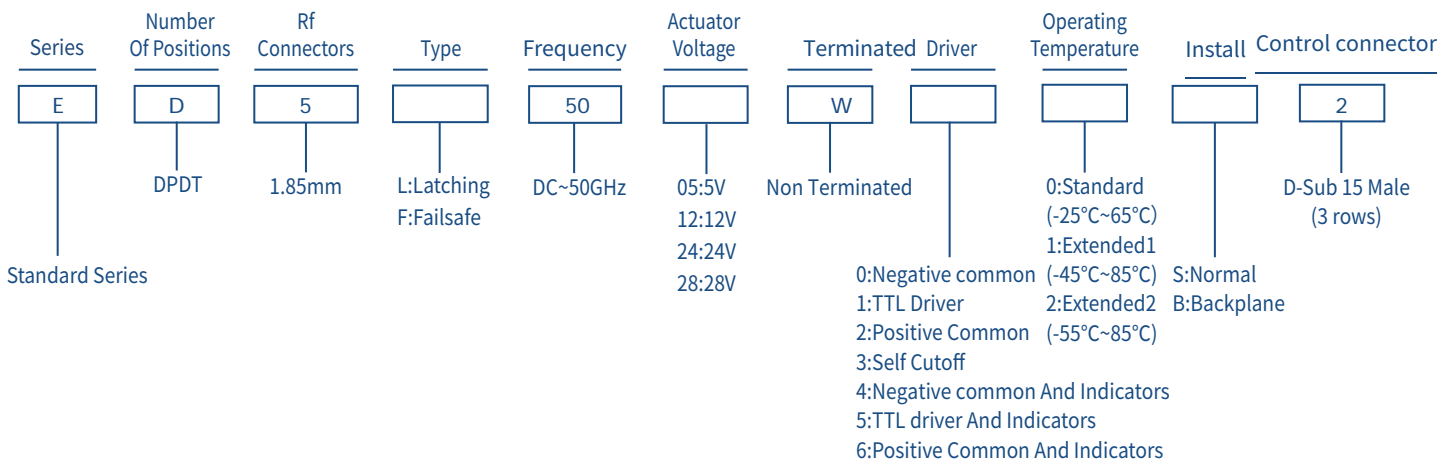 Series
Number
Of Positions
Rf
Connectors
Type
Frequency
Actuator
Voltage
Terminated
Driver
Operating
Temperature
Install
Control connector
E
D
5
50
W
2
Standard Series
DPDT
1.85mm
L:Latching
F:Failsafe
DC~50GHz
05:5V
12:12V
24:24V
28:28V
Non Terminated
0:Negative common
1:TTL Driver
2:Positive Common
3:Self Cutoff
4:Negative common And Indicators
5:TTL driver And Indicators
6:Positive Common And Indicators
0:Standard
(-25℃~65℃)
1:Extended1
(-45℃~85℃)
2:Extended2
(-55℃~85℃)
S:Normal
B:Backplane
D-Sub 15 Male
(3 rows)